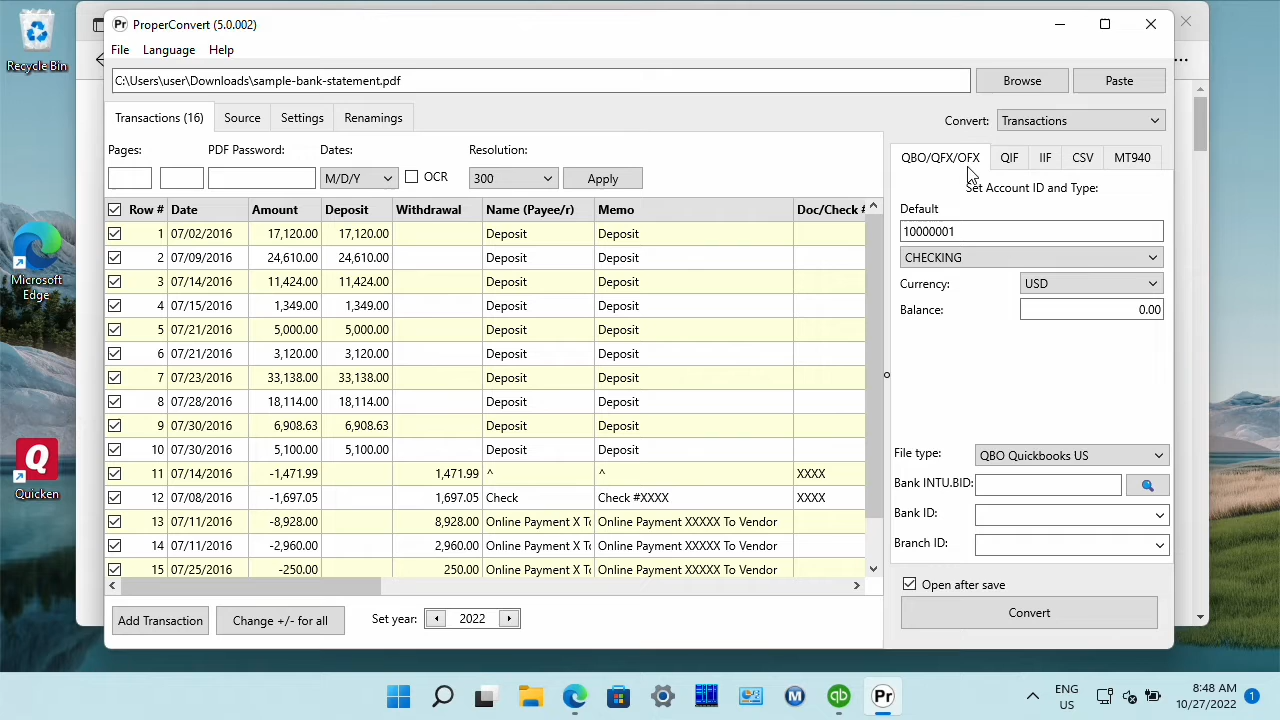 Recycle Bin
Microsoft
Edge
Quicken
Pr ProperConvert (5.0.002)
File Language Help
C:\Users\user\Downloads\sample-bank-statement.pdf Browse Paste
Transactions (16) Source Settings Renamings
Convert: Transactions
Pages: PDF Password: Dates: Resolution:
M/D/Y OCR 300 Apply
Row # Date Amount Deposit Withdrawal Name (Payee/r) Memo Doc/Check #
1 07/02/2016 17,120.00 17,120.00 Deposit Deposit
2 07/09/2016 24,610.00 24,610.00 Deposit Deposit
3 07/14/2016 11,424.00 11,424.00 Deposit Deposit
4 07/15/2016 1,349.00 1,349.00 Deposit Deposit
5 07/21/2016 5,000.00 5,000.00 Deposit Deposit
6 07/21/2016 3,120.00 3,120.00 Deposit Deposit
7 07/23/2016 33,138.00 33,138.00 Deposit Deposit
8 07/28/2016 18,114.00 18,114.00 Deposit Deposit
9 07/30/2016 6,908.63 6,908.63 Deposit Deposit
10 07/30/2016 5,100.00 5,100.00 Deposit Deposit
11 07/14/2016 -1,471.99 1,471.99 ^ ^ XXXX
12 07/08/2016 -1,697.05 1,697.05 Check Check #XXXX XXXX
13 07/11/2016 -8,928.00 8,928.00 Online Payment X To Online Payment XXXXX To Vendor
14 07/11/2016 -2,960.00 2,960.00 Online Payment X To Online Payment XXXXX To Vendor
15 07/25/2016 -250.00 250.00 Online Payment X To Online Payment XXXXX To Vendor
Add Transaction Change +/- for all Set year: 2022
QBO/QFX/OFX QIF IIF CSV MT940
Set Account ID and Type:
Default
10000001
CHECKING
Currency: USD
Balance: 0.00
File type: QBO Quickbooks US
Bank INTU.BID:
Bank ID:
Branch ID:
Open after save
Convert
M qb Pr
ENG
US
8:48 AM
10/27/2022
1